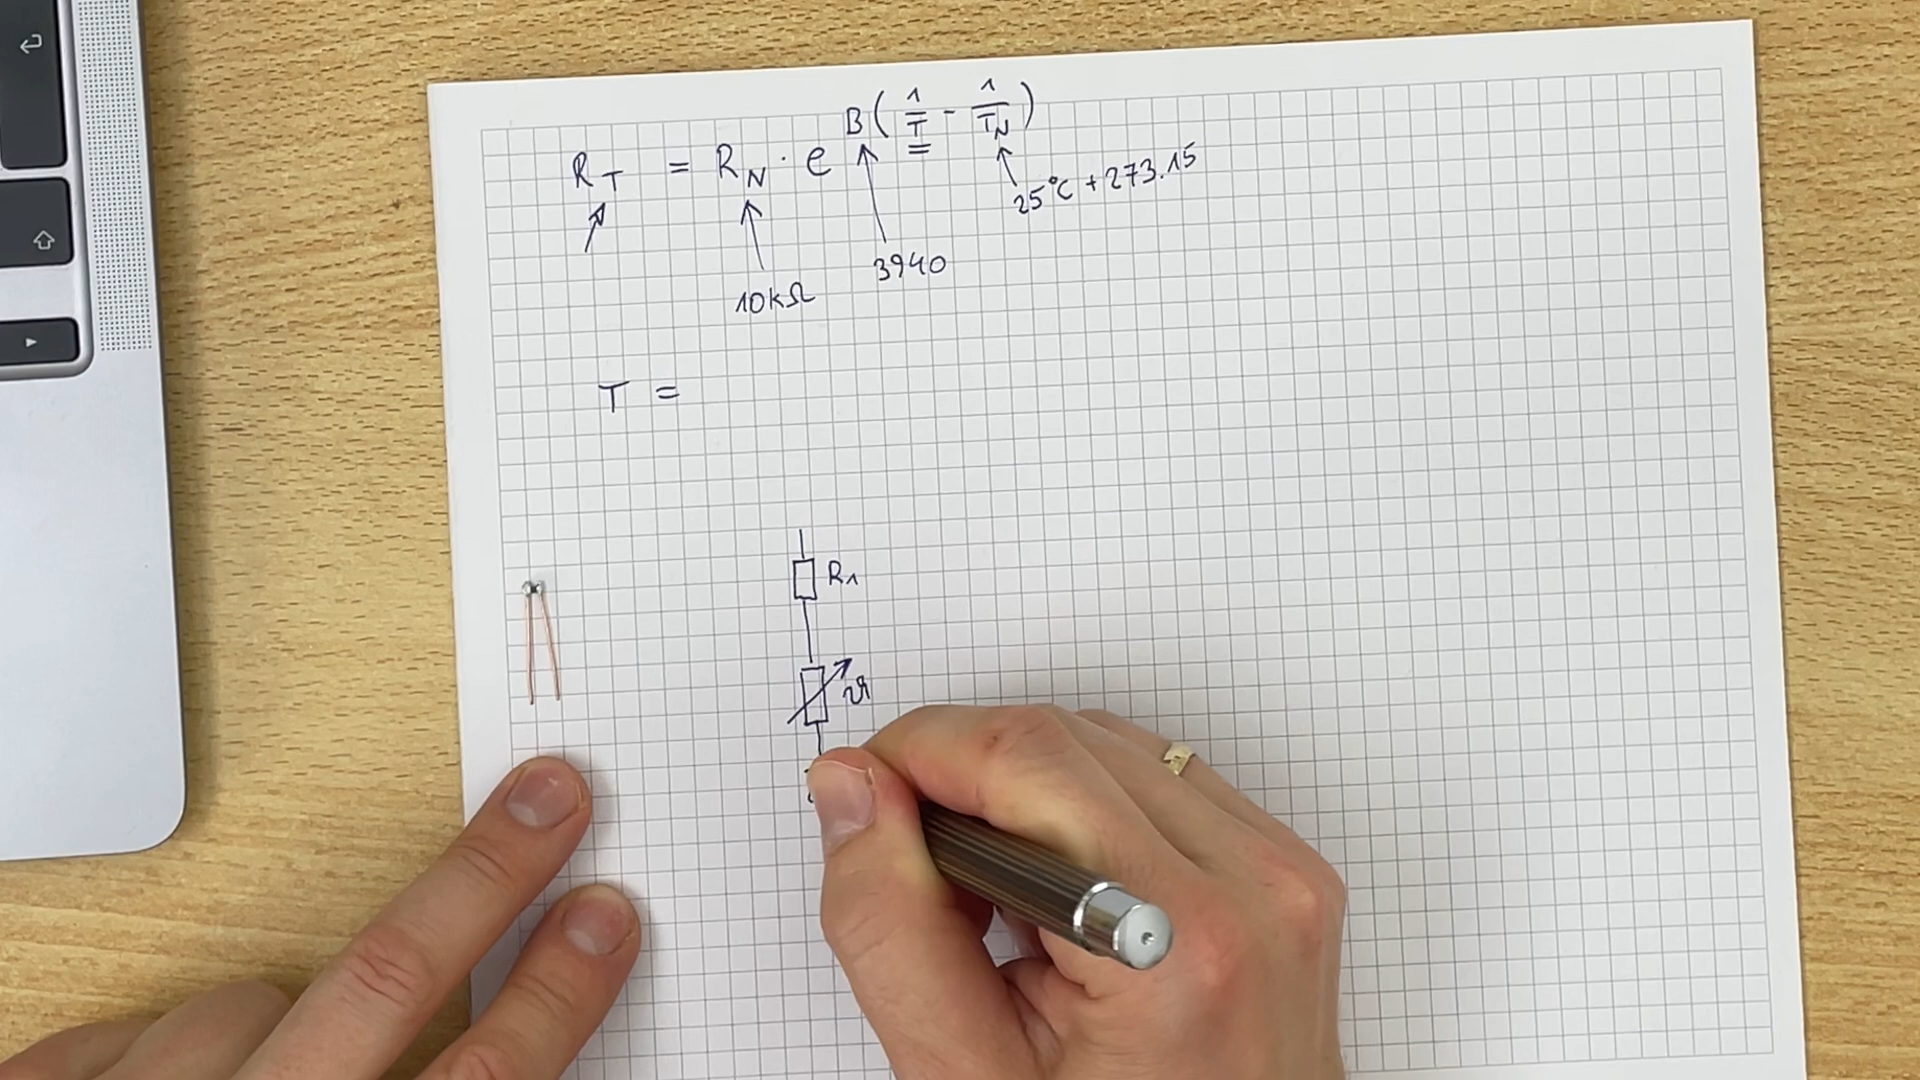 R_T = R_N · e^B(1/T - 1/T_N)
25°C + 273.15
3940
10kΩ
T =
R1
ϑ